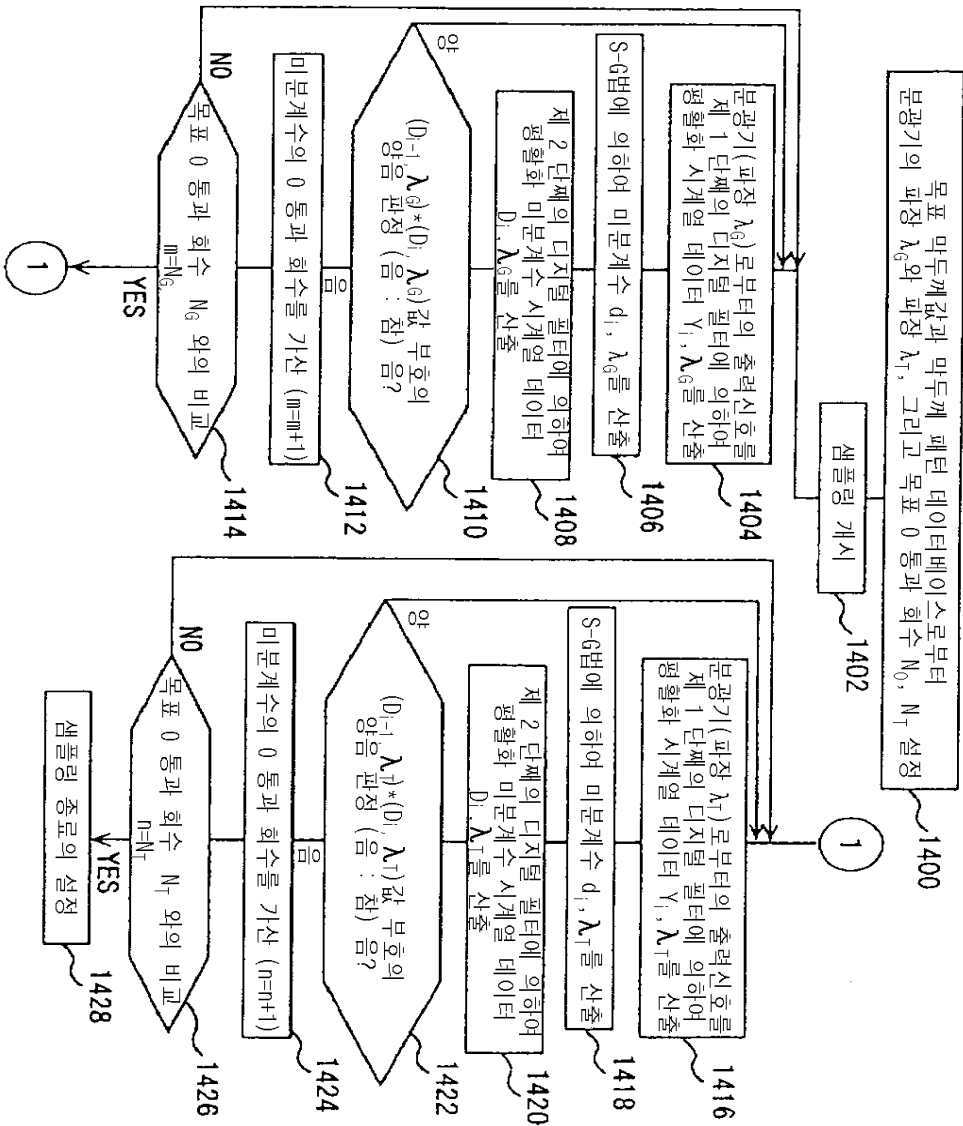 목표 막두께값과 막두께 패턴 데이터베이스로부터
분광기의 파장 λG와 파장 λT, 그리고 목표 0 통과 회수 N0, NT 설정
1400
샘플링 개시
1402
분광기(파장 λG)로부터의 출력신호를
제 1 단째의 디지털 필터에 의하여
평활화 시계열 데이터 Yi, λG을 산출
1404
S-G법에 의하여 미분계수 di, λG를 산출
1406
제 2 단째의 디지털 필터에 의하여
평활화 미분계수 시계열 데이터
Di, λG를 산출
1408
(Di-1, λG)*(Di, λG)값 부호의
양음 판정 (음 : 참) 음?
1410
양
음
미분계수의 0 통과 회수를 가산 (m=m+1)
1412
목표 0 통과 회수 NG 와의 비교
m=NG
1414
NO
YES
1
1
분광기(파장 λT)로부터의 출력신호를
제 1 단째의 디지털 필터에 의하여
평활화 시계열 데이터 Yi, λT를 산출
1416
S-G법에 의하여 미분계수 di, λT를 산출
1418
제 2 단째의 디지털 필터에 의하여
평활화 미분계수 시계열 데이터
Di, λT를 산출
1420
(Di-1, λT)*(Di, λT)값 부호의
양음 판정 (음 : 참) 음?
1422
양
음
미분계수의 0 통과 회수를 가산 (n=n+1)
1424
목표 0 통과 회수 NT 와의 비교
n=NT
1426
NO
YES
샘플링 종료의 설정
1428